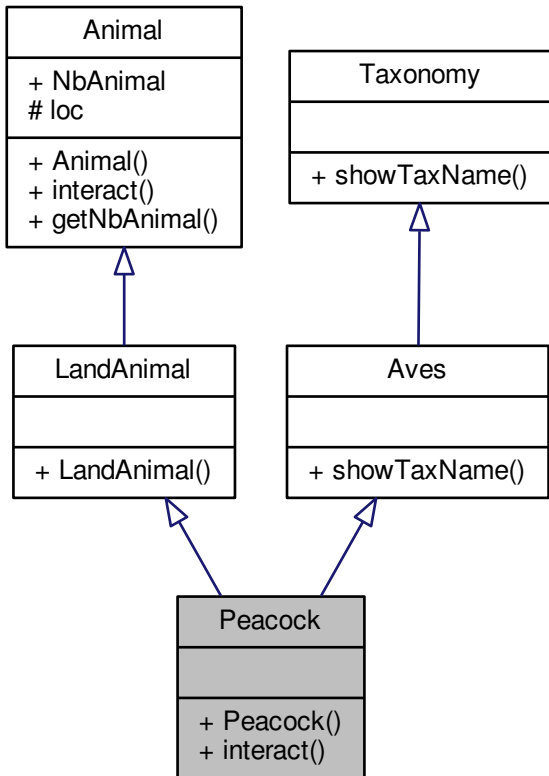 Animal
+ NbAnimal
# loc
+ Animal()
+ interact()
+ getNbAnimal()
Taxonomy
+ showTaxName()
LandAnimal
+ LandAnimal()
Aves
+ showTaxName()
Peacock
+ Peacock()
+ interact()